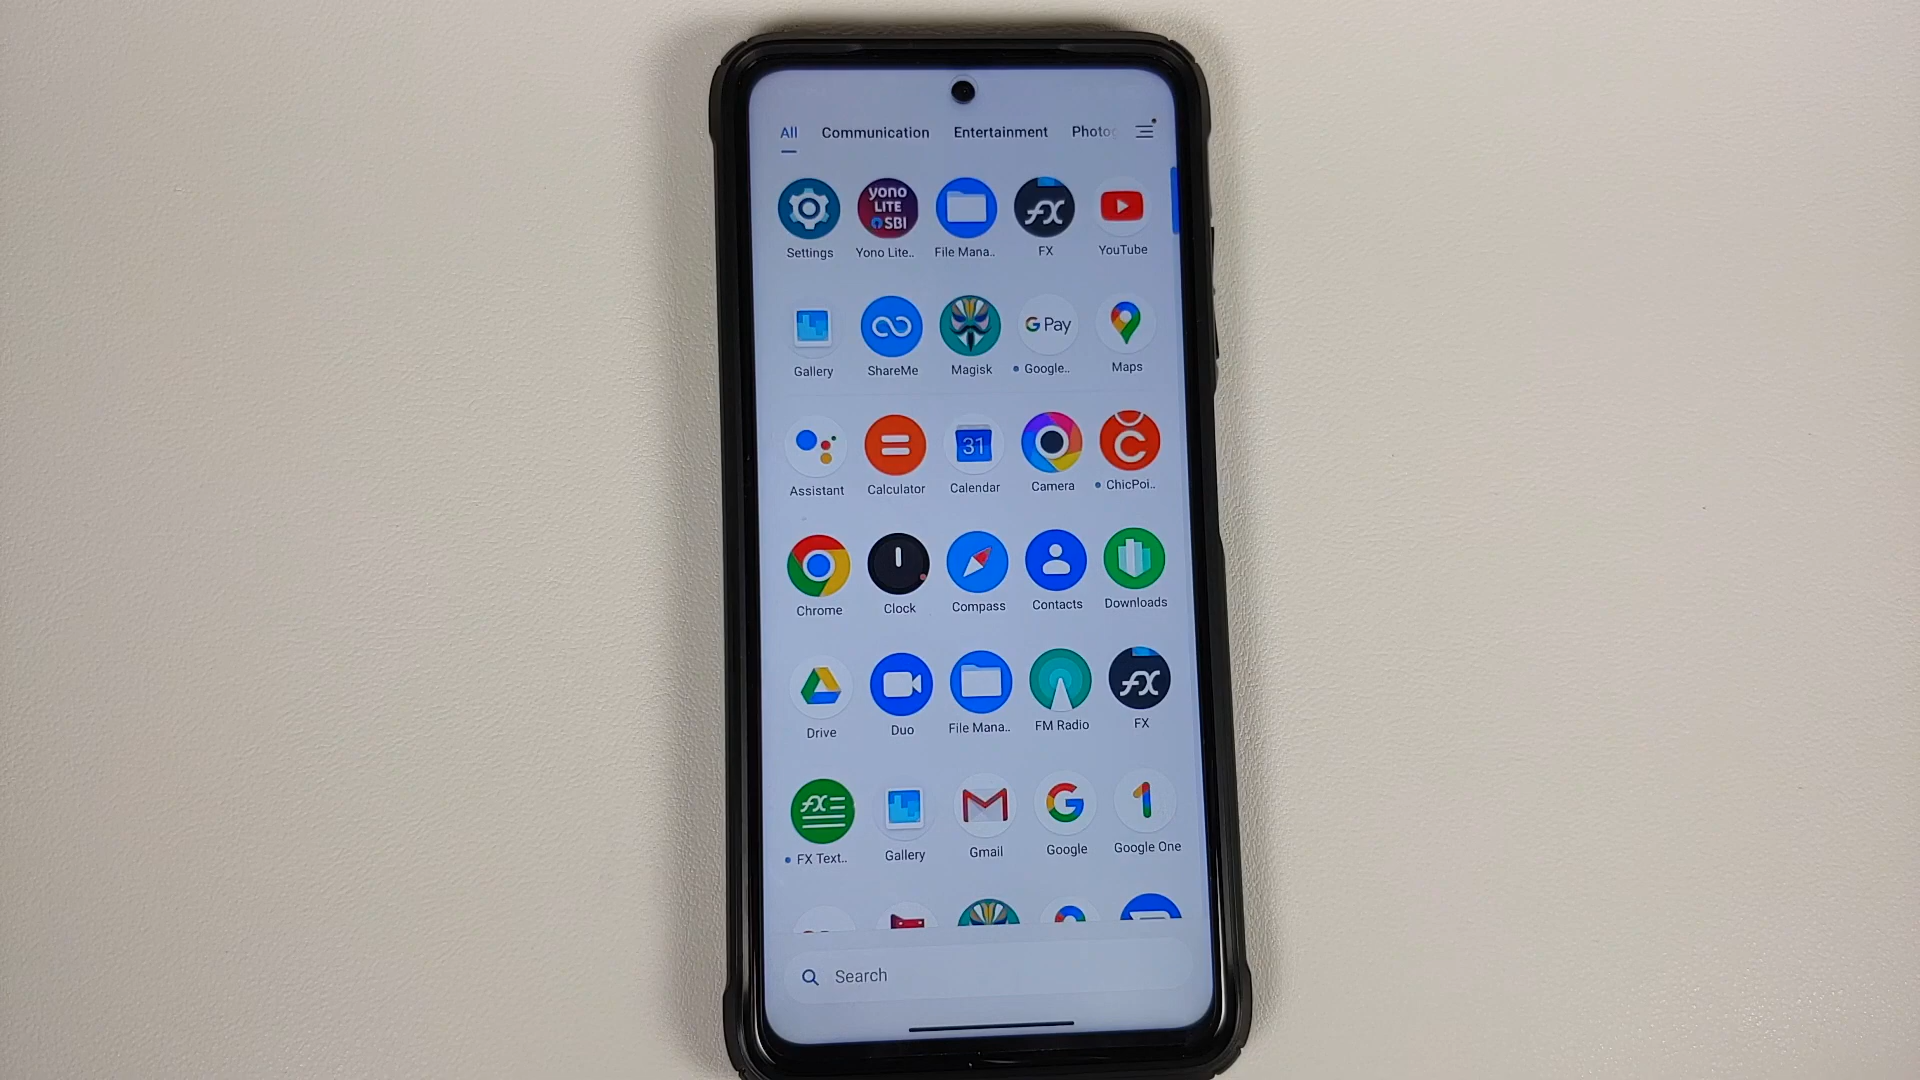 All Communication Entertainment Photo
yono
LITE
SBI
Settings Yono Lite.. File Mana.. FX YouTube
G Pay
Gallery ShareMe Magisk Google.. Maps
31
Assistant Calculator Calendar Camera ChicPoi..
Chrome Clock Compass Contacts Downloads
Drive Duo File Mana.. FM Radio FX
FX Text.. Gallery Gmail Google Google One
Search